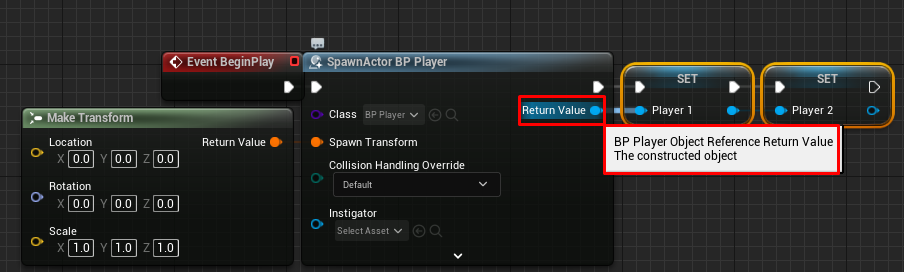 Event BeginPlay
SpawnActor BP Player
SET
SET
Class
BP Player
Return Value
Player 1
Player 2
Make Transform
Location
X 0.0 Y 0.0 Z 0.0
Return Value
Spawn Transform
BP Player Object Reference Return Value
The constructed object
Collision Handling Override
Default
Rotation
X 0.0 Y 0.0 Z 0.0
Instigator
Select Asset
Scale
X 1.0 Y 1.0 Z 1.0